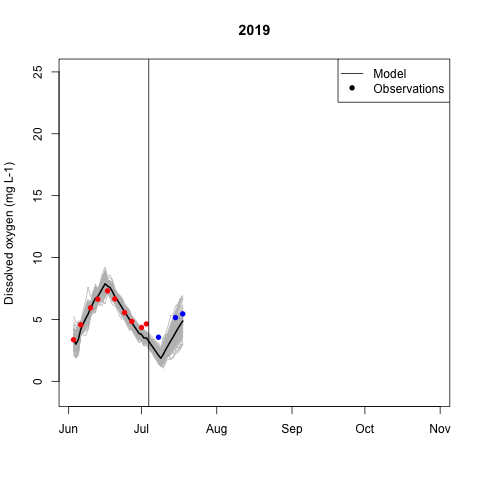 2019
Model
Observations
Dissolved oxygen (mg L-1)
25
20
15
10
5
0
Jun Jul Aug Sep Oct Nov